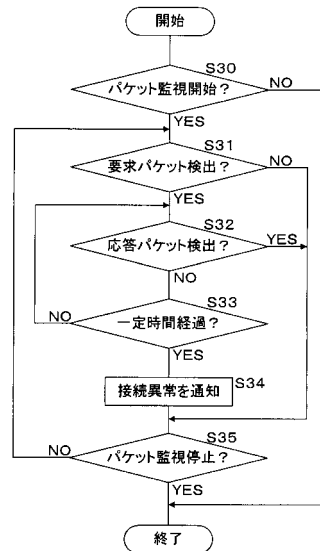 開始
S30
パケット監視開始？
NO
YES
S31
要求パケット検出？
NO
YES
S32
応答パケット検出？
YES
NO
S33
一定時間経過？
NO
YES
S34
接続異常を通知
S35
パケット監視停止？
NO
YES
終了